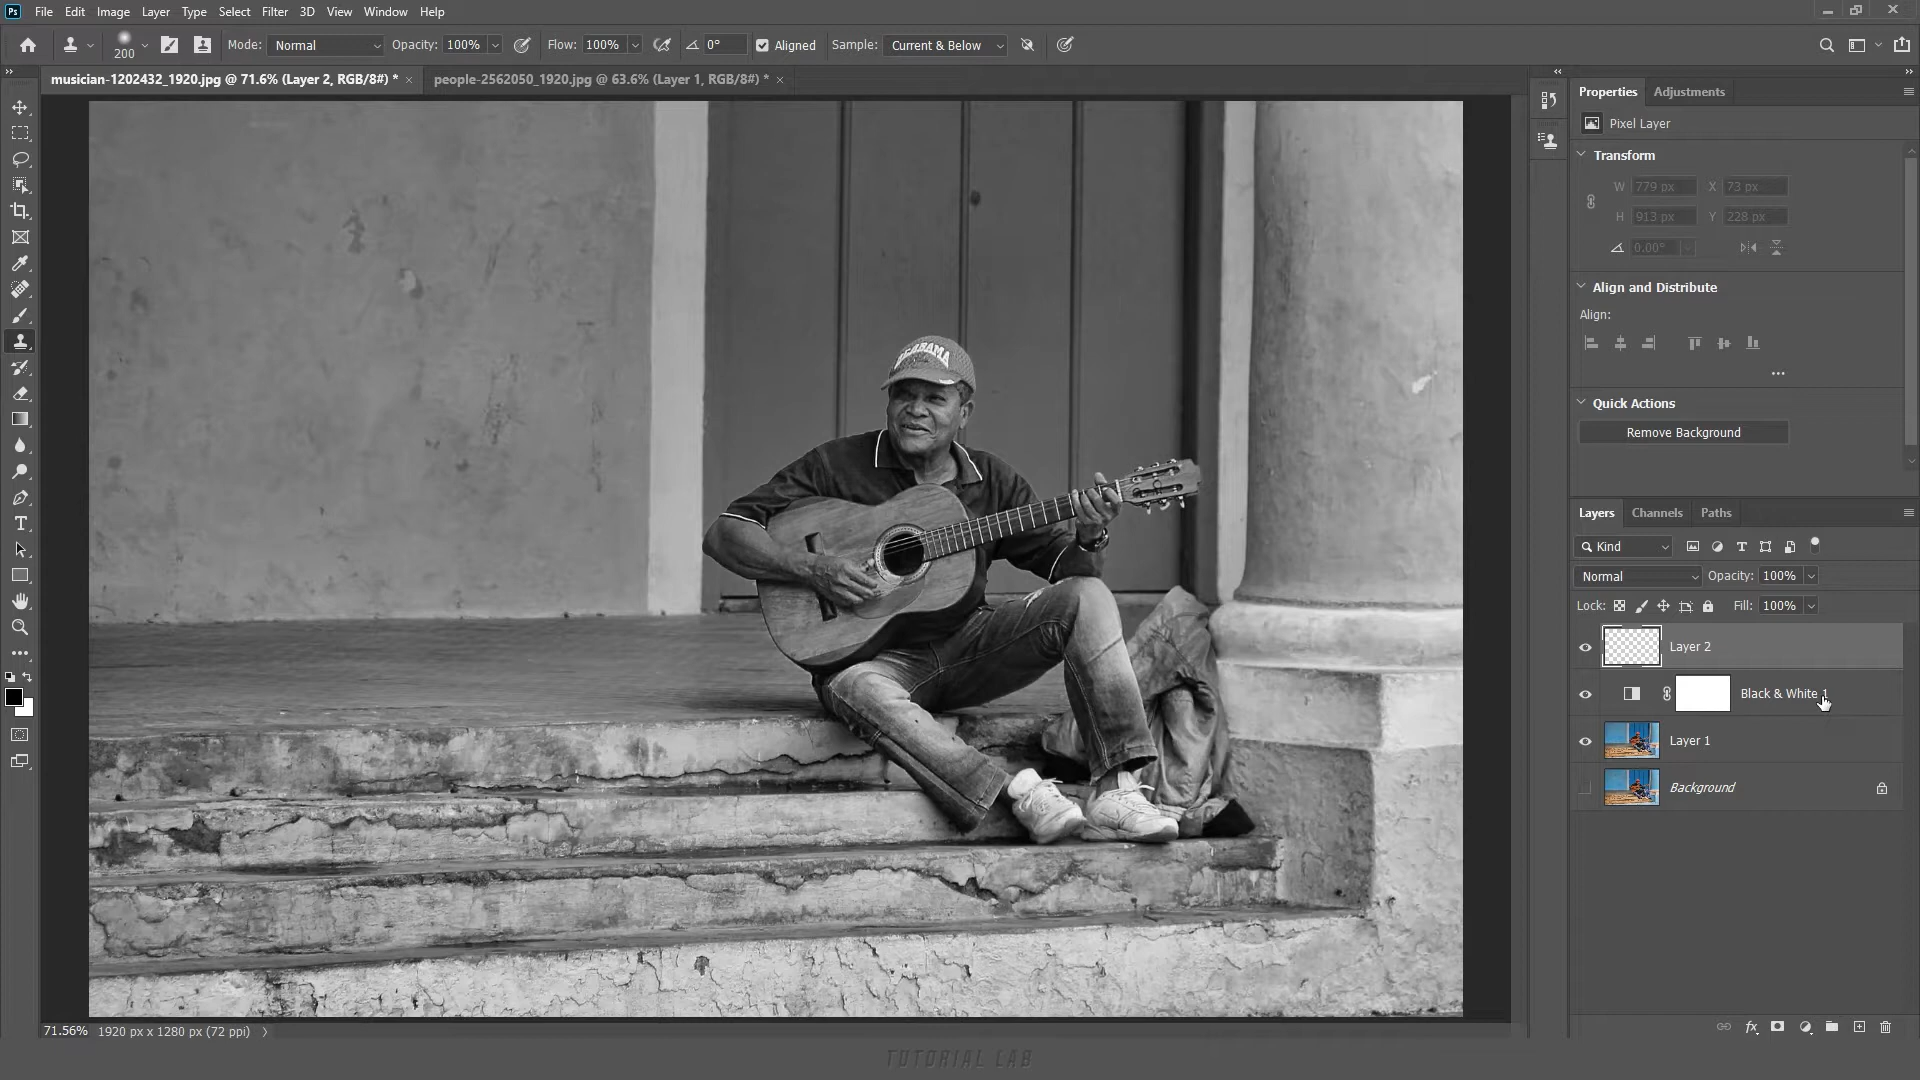 Ps File Edit Image Layer Type Select Filter 3D View Window Help
200 Mode: Normal Opacity: 100% Flow: 100% 0° Aligned Sample: Current & Below
musician-1202432_1920.jpg @ 71.6% (Layer 2, RGB/8#) * × people-2562050_1920.jpg @ 63.6% (Layer 1, RGB/8#) * ×
Properties Adjustments
Pixel Layer
Transform
W 779 px X 73 px
H 913 px Y 228 px
0.00°
Align and Distribute
Align:
Quick Actions
Remove Background
Layers Channels Paths
Kind
Normal Opacity: 100%
Lock: Fill: 100%
Layer 2
Black & White 1
Layer 1
Background
71.56% 1920 px x 1280 px (72 ppi)
TUTORIAL LAB